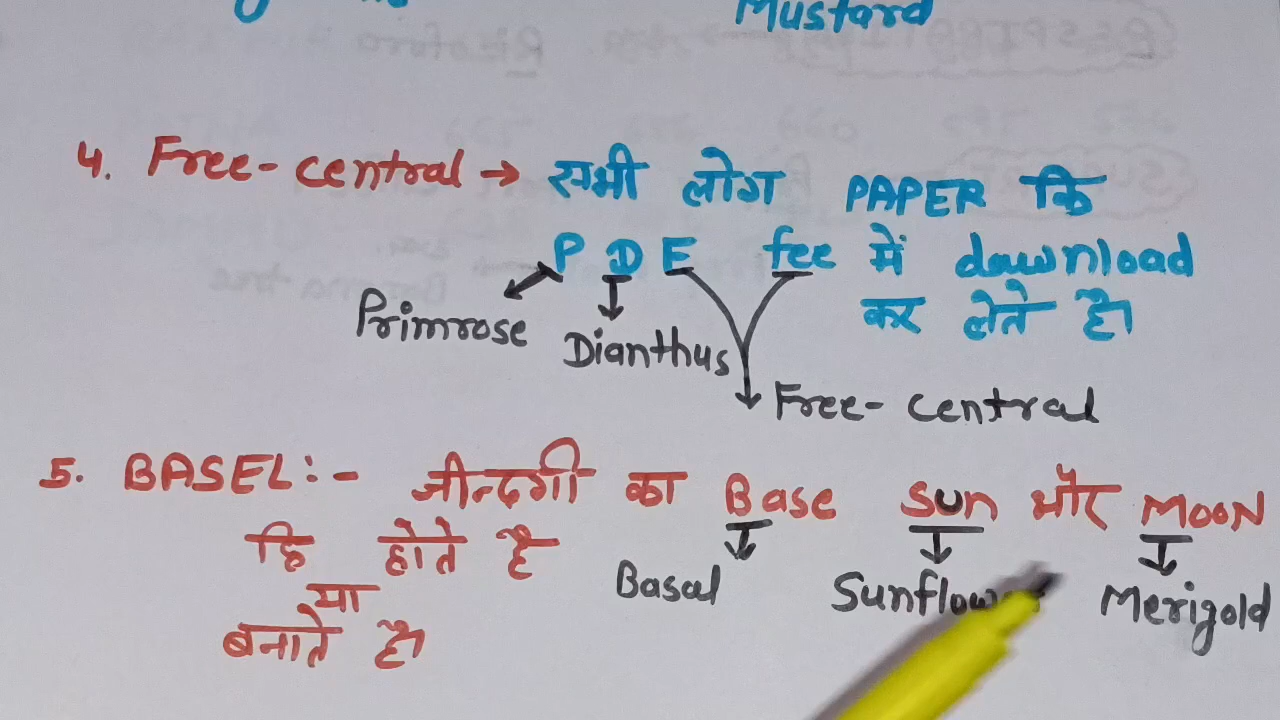 Mustard
4. Free-central → सभी लोग PAPER कि
P D F fee में download
कर लेते है।
Primrose
Dianthus
Free-central
5. BASEL:- जीन्दगी का Base Sun और MOON
हि होते है
या
बनाते है।
Basal
Sunflower
Merigold